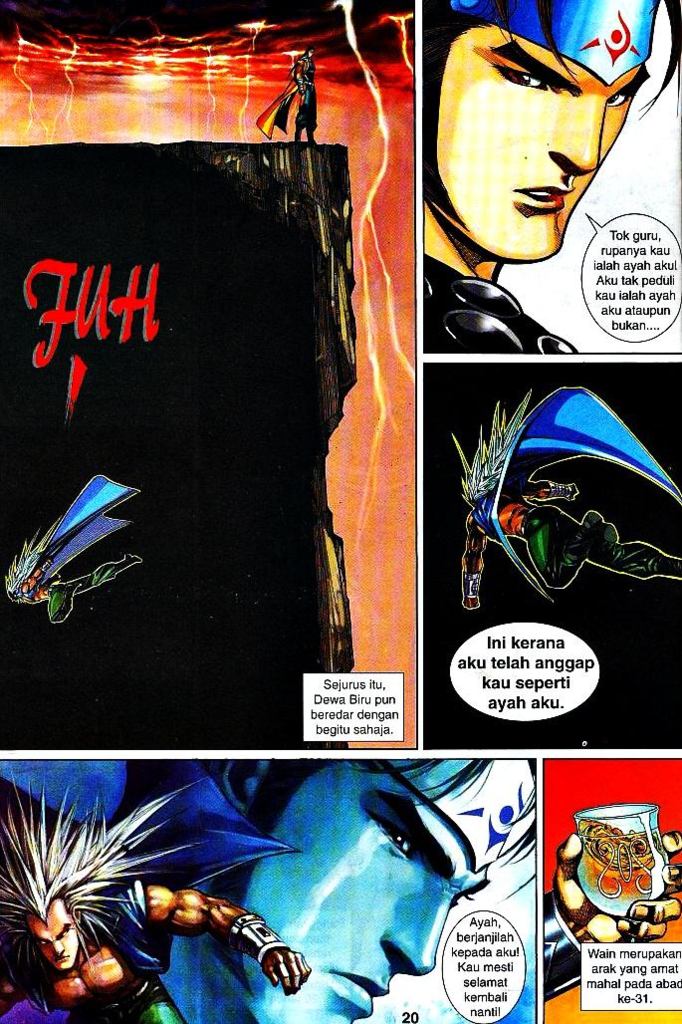 FUH
!
Tok guru,
rupanya kau
ialah ayah aku!
Aku tak peduli
kau ialah ayah
aku ataupun
bukan....
Ini kerana
aku telah anggap
kau seperti
ayah aku.
Sejurus itu,
Dewa Biru pun
beredar dengan
begitu sahaja.
Ayah,
berjanjilah
kepada aku!
Kau mesti
selamat
kembali
nanti!
Wain merupakan
arak yang amat
mahal pada abad
ke-31.
20